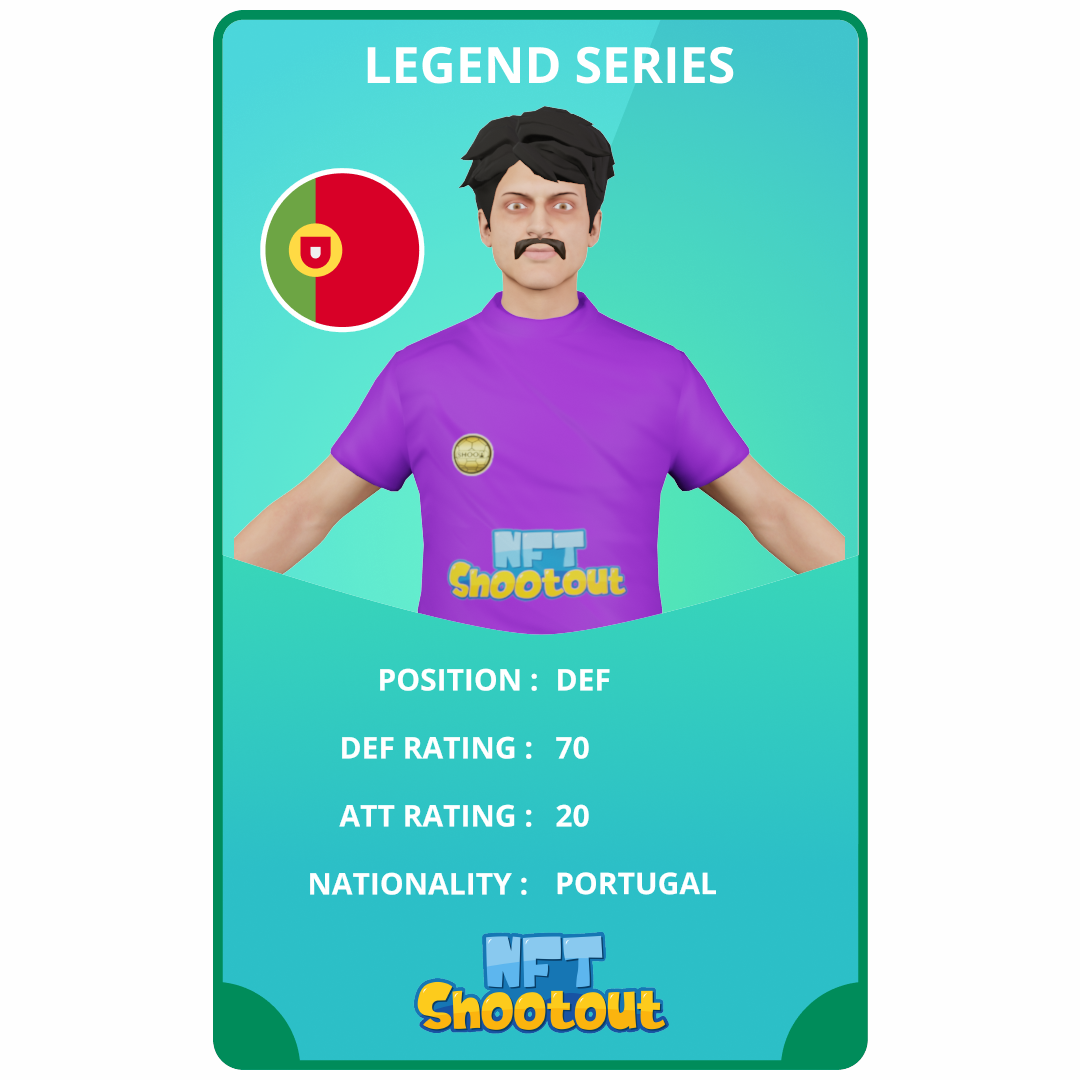 LEGEND SERIES
NFT
Shootout
POSITION : DEF
DEF RATING : 70
ATT RATING : 20
NATIONALITY : PORTUGAL
NFT
Shootout